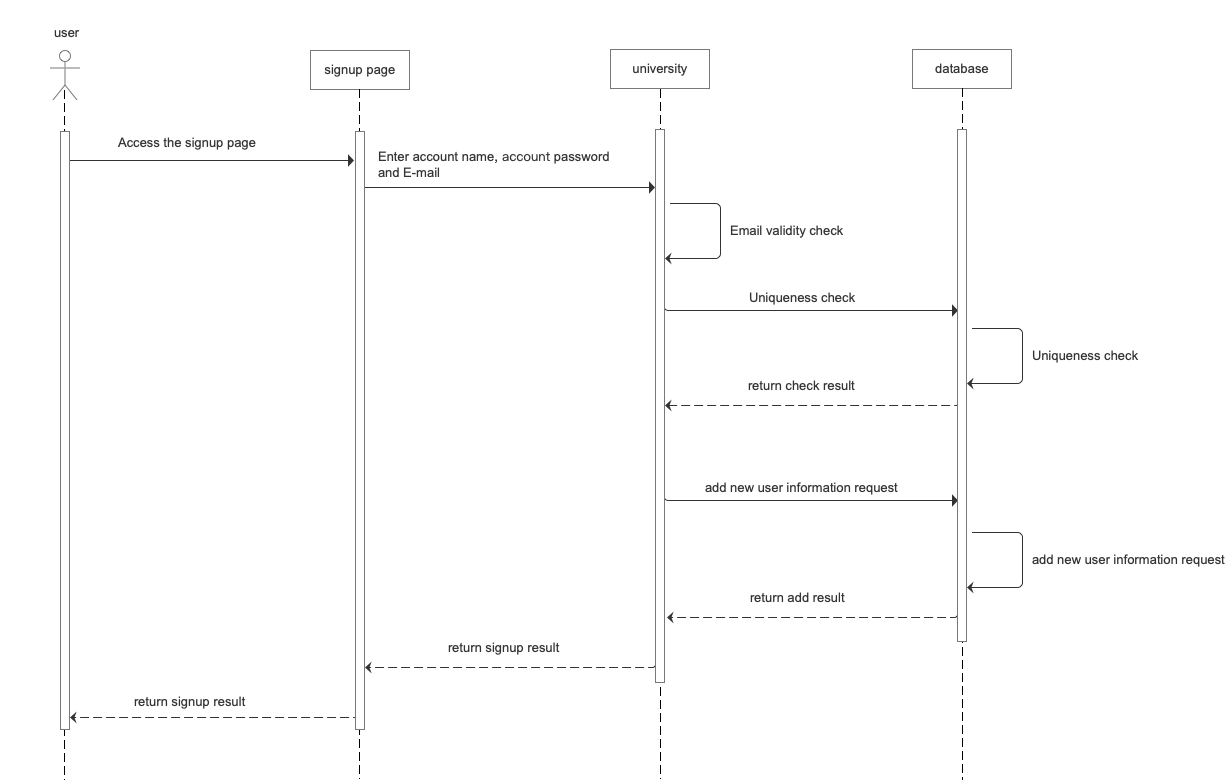 user
signup page
university
database
Access the signup page
Enter account name, account password
and E-mail
Email validity check
Uniqueness check
Uniqueness check
return check result
add new user information request
add new user information request
return add result
return signup result
return signup result